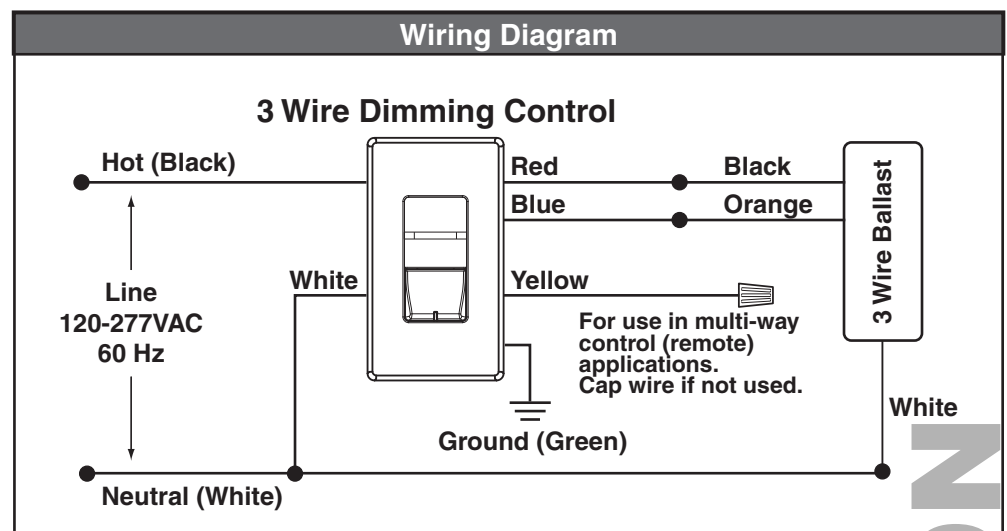 Wiring Diagram
3 Wire Dimming Control
Hot (Black)
Red
Black
Blue
Orange
3 Wire Ballast
White
Yellow
Line
120-277VAC
60 Hz
For use in multi-way
control (remote)
applications.
Cap wire if not used.
White
Ground (Green)
Neutral (White)
N